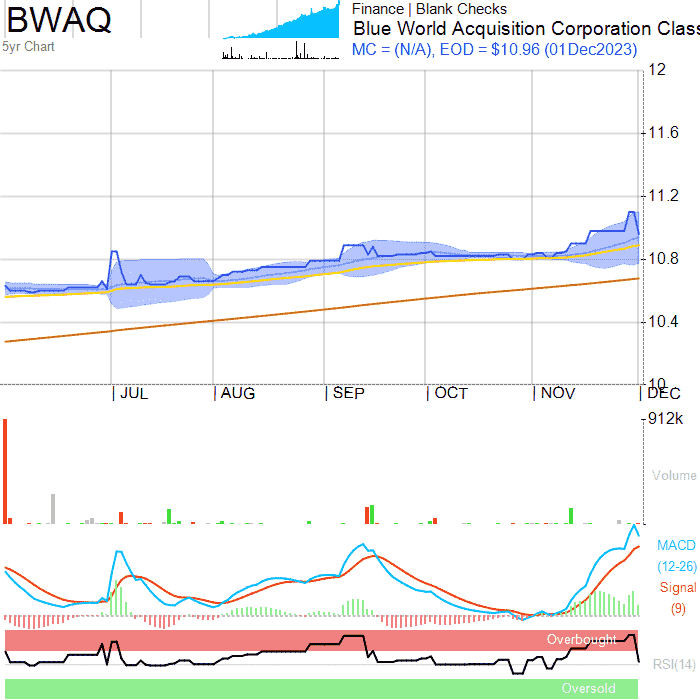 BWAQ
Finance | Blank Checks
5yr Chart
Blue World Acquisition Corporation Class
MC = (N/A), EOD = $10.96 (01Dec2023)
12
11.6
11.2
10.8
10.4
10
JUL
AUG
SEP
OCT
NOV
DEC
912k
Volume
MACD
(12-26)
Signal
(9)
Overbought
RSI(14)
Oversold